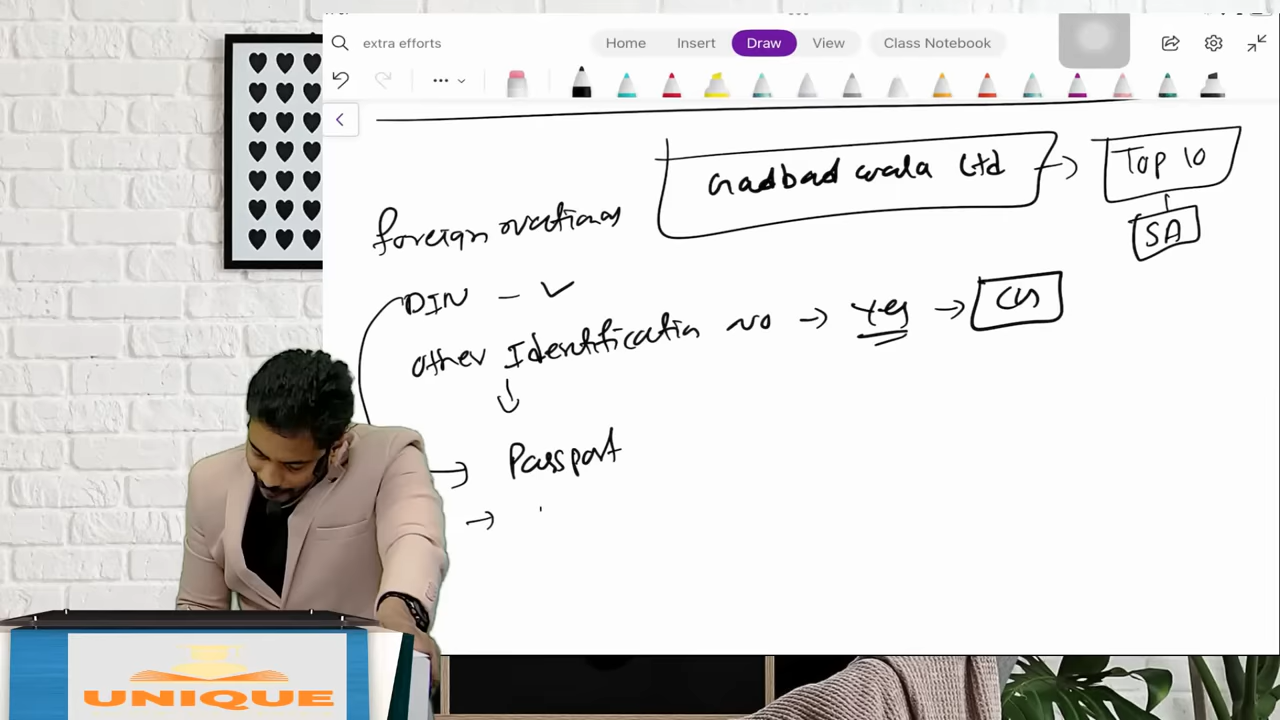 extra efforts
Home Insert Draw View Class Notebook
Gadbad wala Ltd → Top 10
SA
foreign nationals
DIN - ✓
Other Identification no → Yes →
Passport
→
UNIQUE